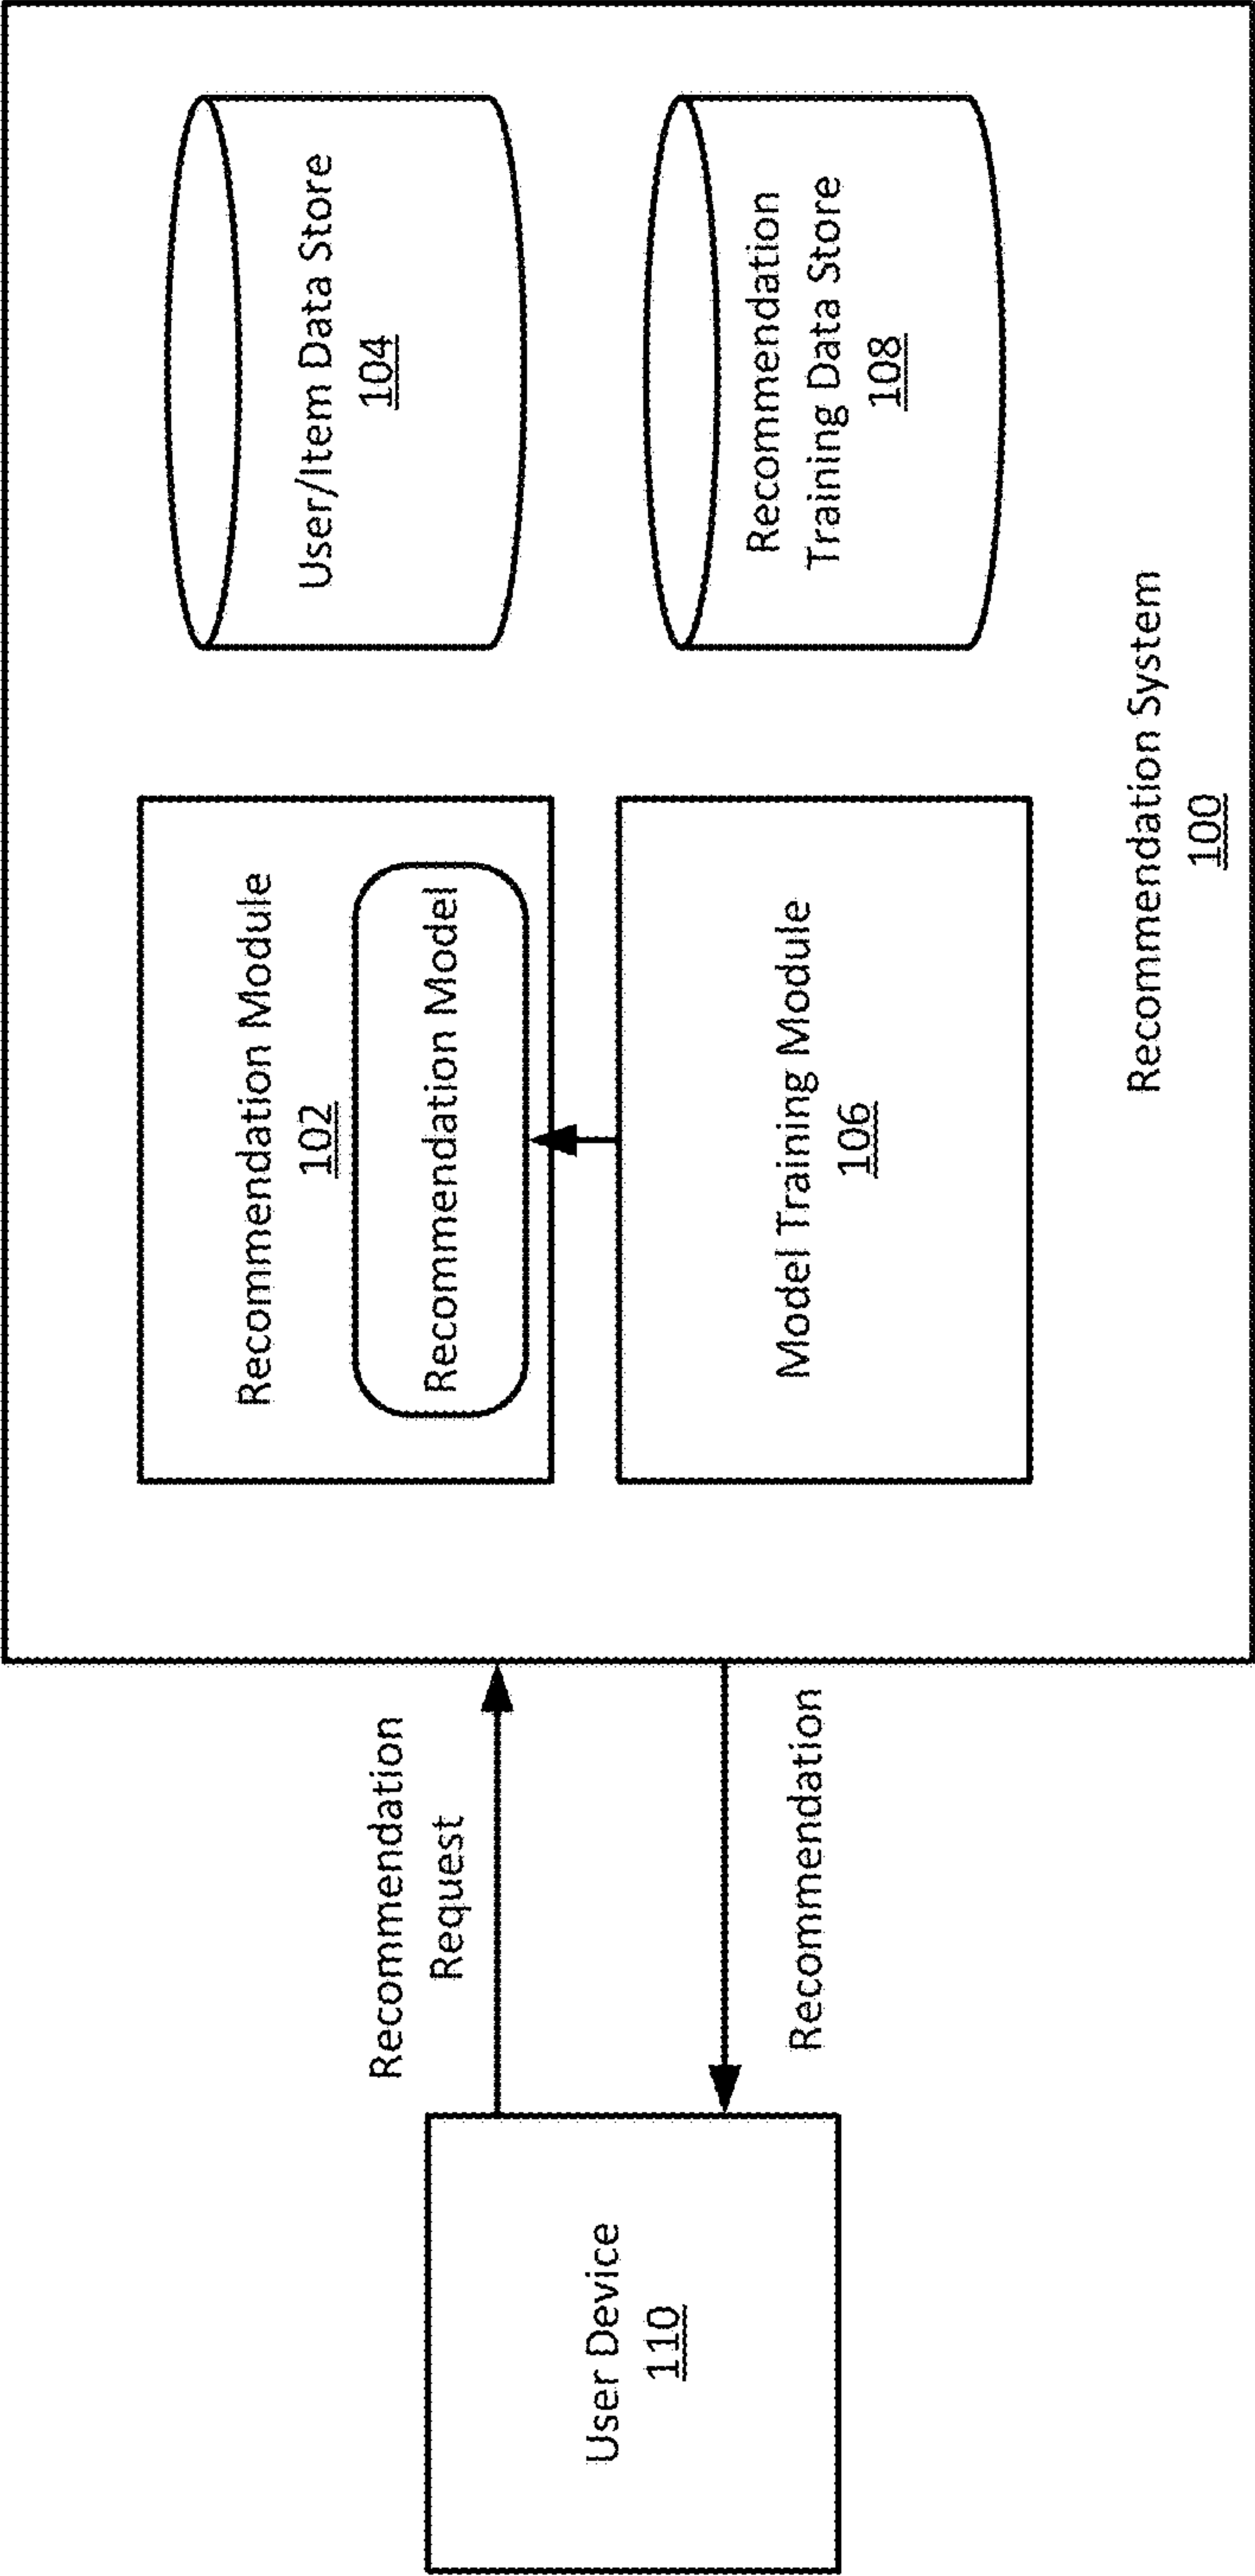 User Device
110
Recommendation
Request
Recommendation
Recommendation Module
102
Recommendation Model
Model Training Module
106
User/Item Data Store
104
Recommendation
Training Data Store
108
Recommendation System
100